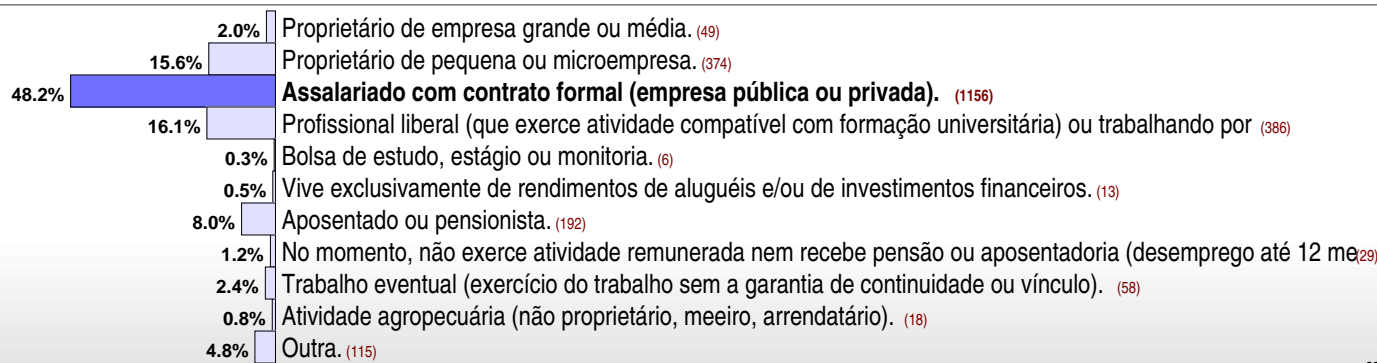 2.0% Proprietário de empresa grande ou média. (49)
15.6% Proprietário de pequena ou microempresa. (374)
48.2% Assalariado com contrato formal (empresa pública ou privada). (1156)
16.1% Profissional liberal (que exerce atividade compatível com formação universitária) ou trabalhando por (386)
0.3% Bolsa de estudo, estágio ou monitoria. (6)
0.5% Vive exclusivamente de rendimentos de aluguéis e/ou de investimentos financeiros. (13)
8.0% Aposentado ou pensionista. (192)
1.2% No momento, não exerce atividade remunerada nem recebe pensão ou aposentadoria (desemprego até 12 me (29)
2.4% Trabalho eventual (exercício do trabalho sem a garantia de continuidade ou vínculo). (58)
0.8% Atividade agropecuária (não proprietário, meeiro, arrendatário). (18)
4.8% Outra. (115)